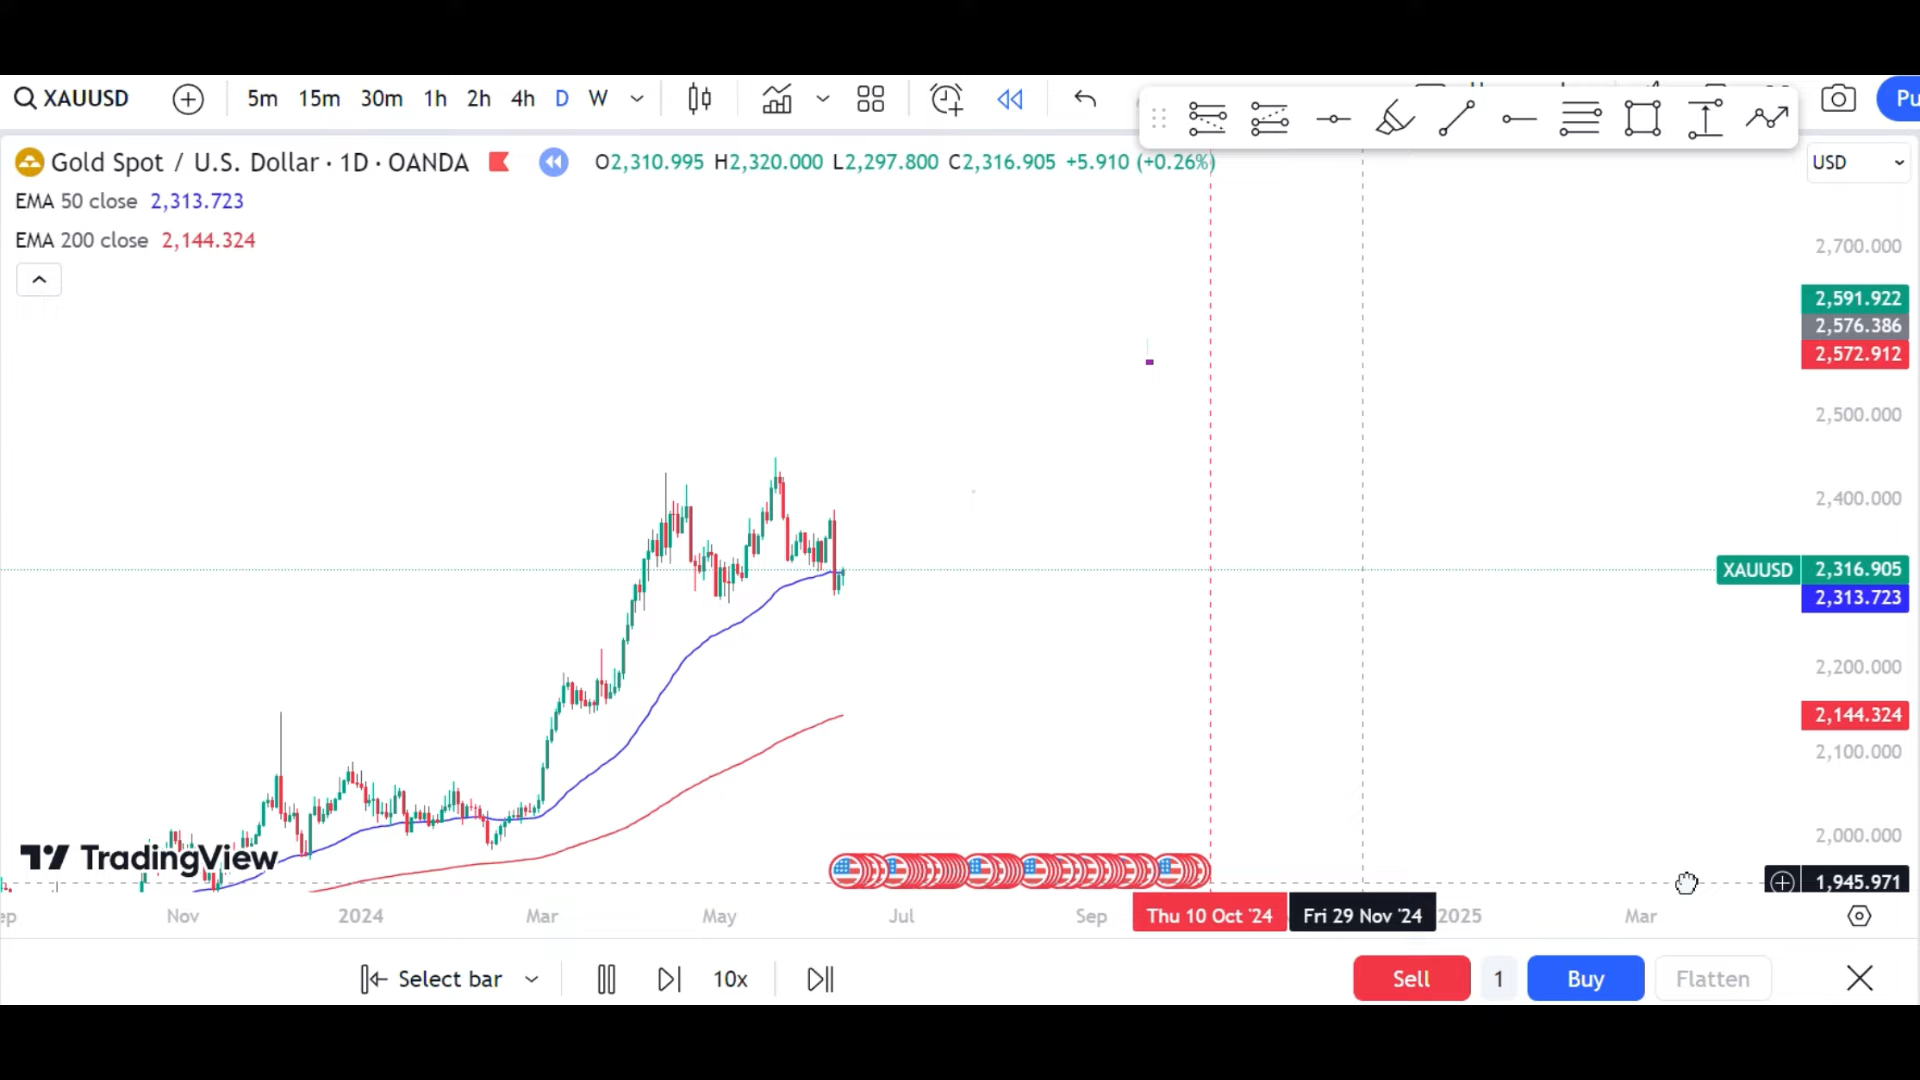 XAUUSD 5m 15m 30m 1h 2h 4h D W Pu
Gold Spot / U.S. Dollar · 1D · OANDA O2,310.995 H2,320.000 L2,297.800 C2,316.905 +5.910 (+0.26%) USD
EMA 50 close 2,313.723
EMA 200 close 2,144.324
2,700.000
2,591.922
2,576.386
2,572.912
2,500.000
2,400.000
XAUUSD 2,316.905
2,313.723
2,200.000
2,144.324
2,100.000
2,000.000
TradingView
1,945.971
ep Nov 2024 Mar May Jul Sep Thu 10 Oct '24 Fri 29 Nov '24 2025 Mar
Select bar 10x Sell 1 Buy Flatten